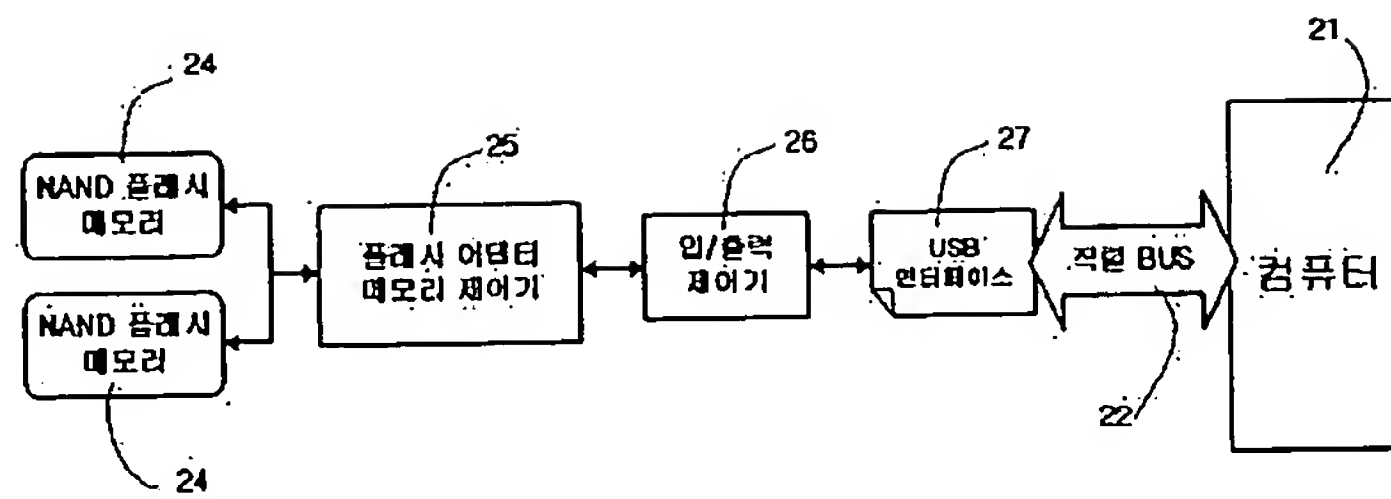 21
24
25
26
27
NAND 플래시
메모리
플래시 어댑터
메모리 제어기
입/출력
제어기
USB
인터페이스
직렬 BUS
컴퓨터
NAND 플래시
메모리
22
24